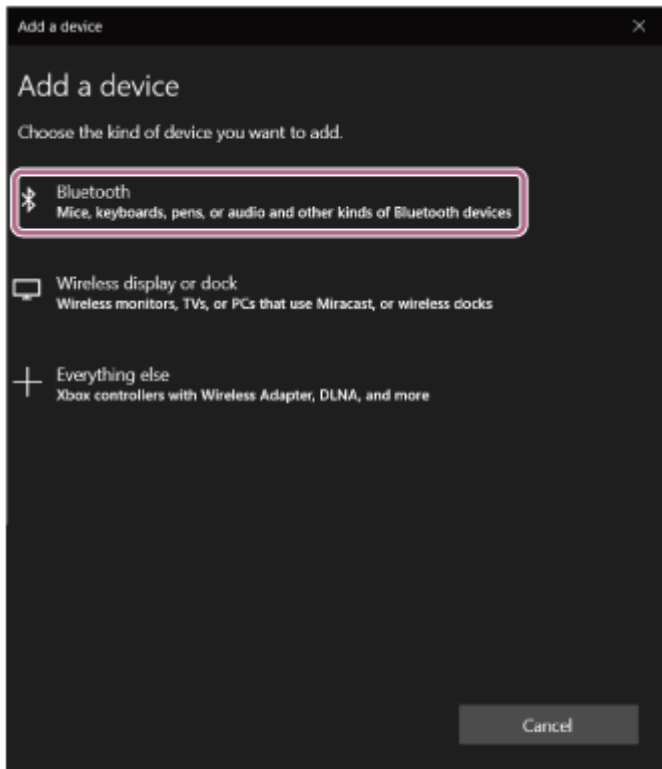 Add a device
Add a device
Choose the kind of device you want to add.
Bluetooth
Mice, keyboards, pens, or audio and other kinds of Bluetooth devices
Wireless display or dock
Wireless monitors, TVs, or PCs that use Miracast, or wireless docks
Everything else
Xbox controllers with Wireless Adapter, DLNA, and more
Cancel